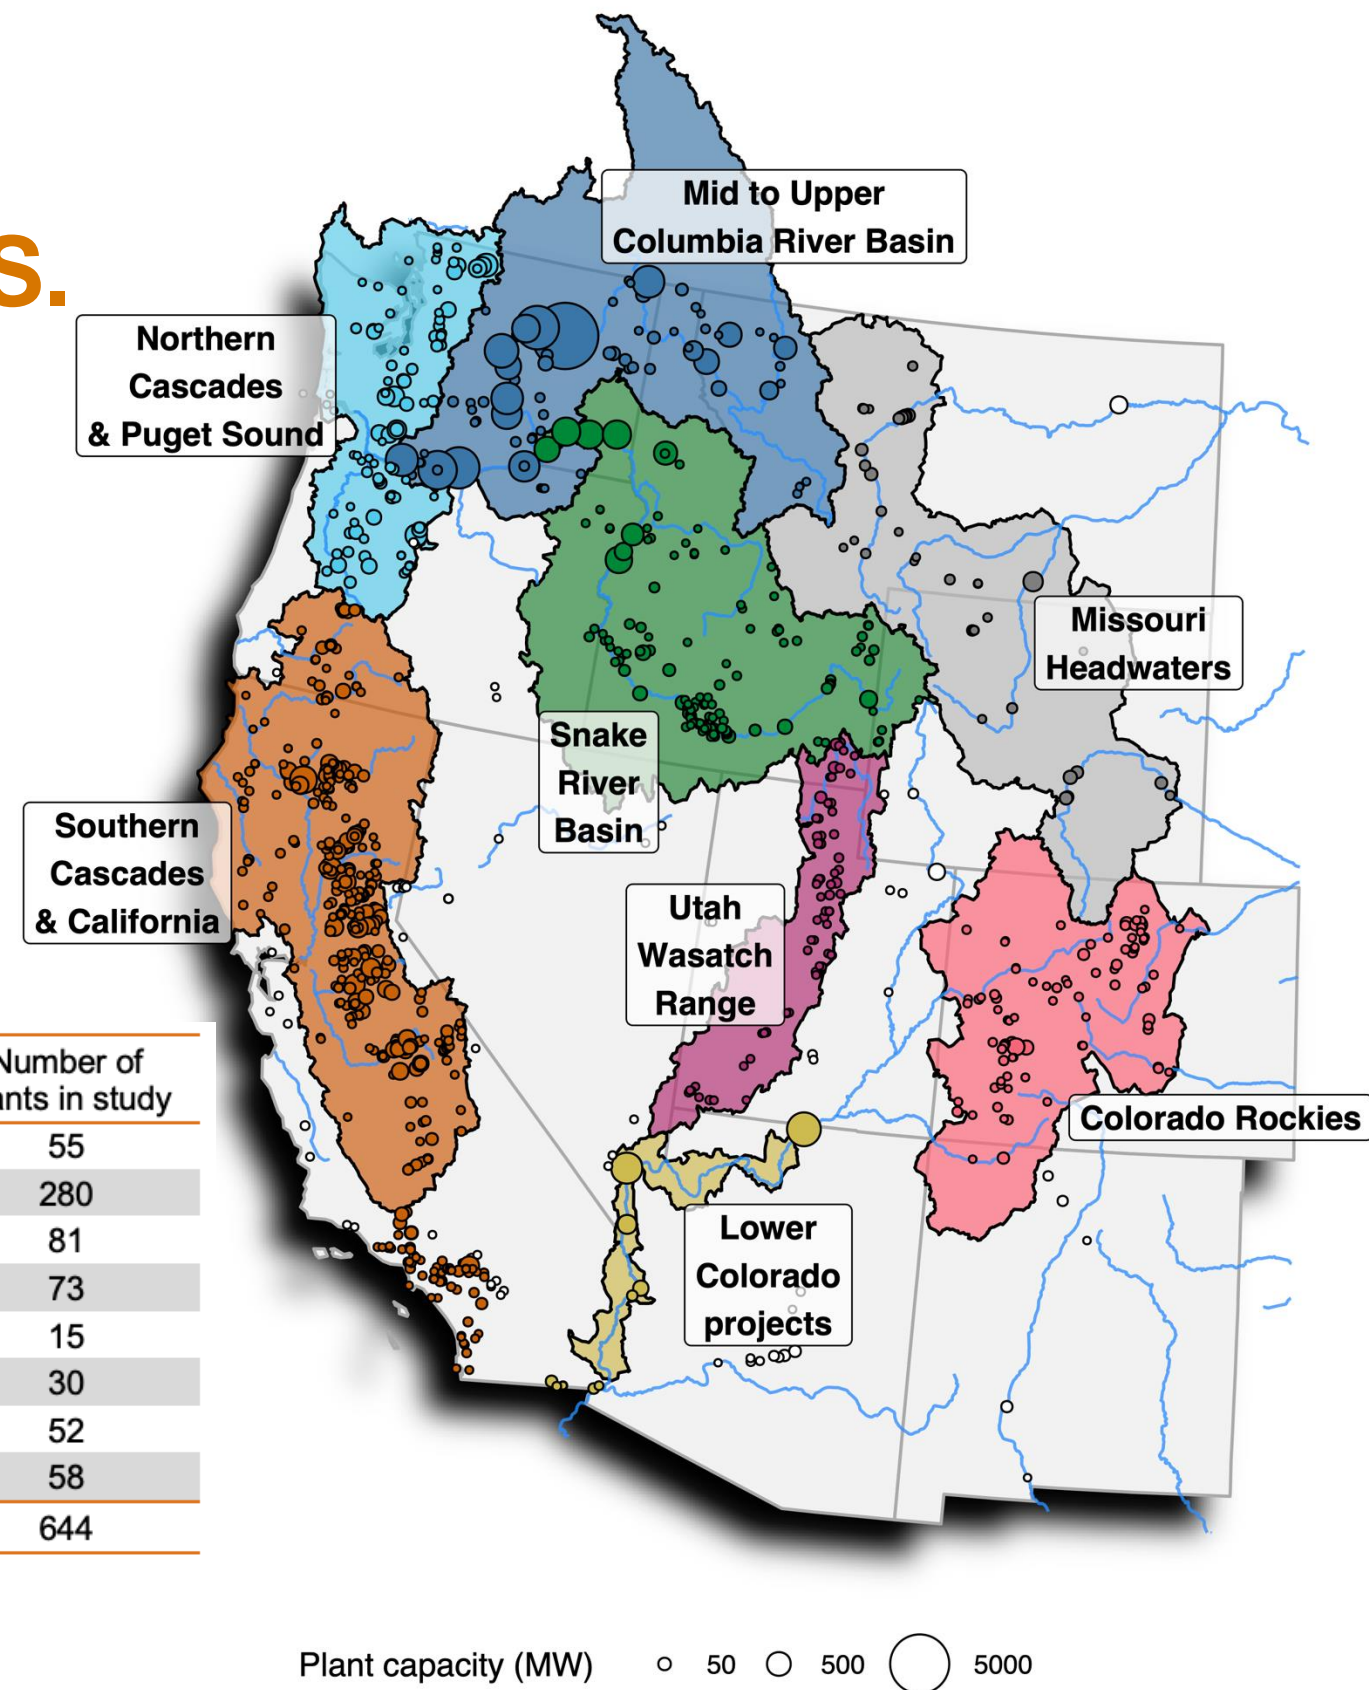 S.
Mid to Upper
Columbia River Basin
Northern
Cascades
& Puget Sound
Missouri
Headwaters
Snake
River
Basin
Southern
Cascades
& California
Utah
Wasatch
Range
Colorado Rockies
Lower
Colorado
projects
Number of
ants in study
55
280
81
73
15
30
52
58
644
Plant capacity (MW) 50 500 5000